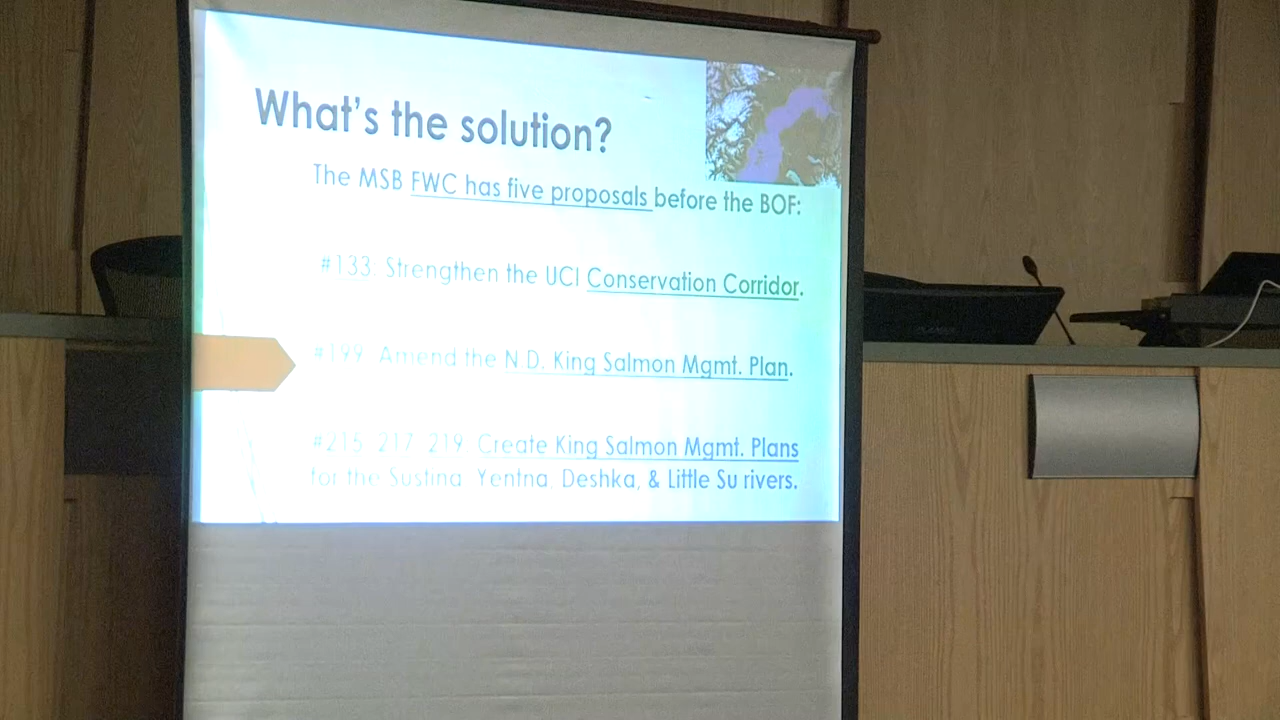 What's the solution?
The MSB FWC has five proposals before the BOF:
#133: Strengthen the UCI Conservation Corridor.
#199: Amend the N.D. King Salmon Mgmt. Plan.
#215, 217, 219: Create King Salmon Mgmt. Plans
for the Sustina, Yentna, Deshka, & Little Su rivers.